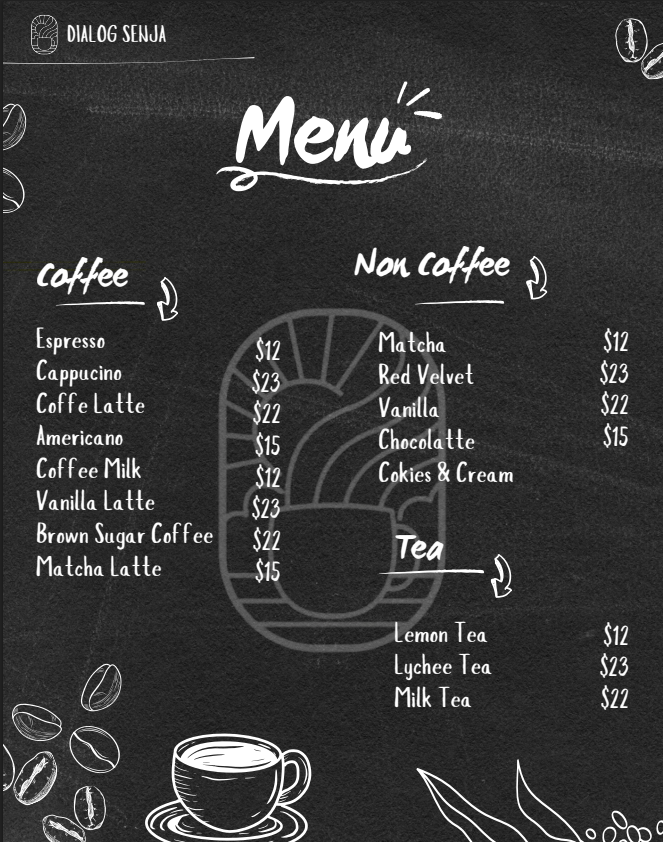 DIALOG SENJA
Menu
Coffee
Espresso $12
Cappucino $23
Coffe Latte $22
Americano $15
Coffee Milk $12
Vanilla Latte $23
Brown Sugar Coffee $22
Matcha Latte $15
Non Coffee
Matcha $12
Red Velvet $23
Vanilla $22
Chocolatte $15
Cokies & Cream
Tea
Lemon Tea $12
Lychee Tea $23
Milk Tea $22